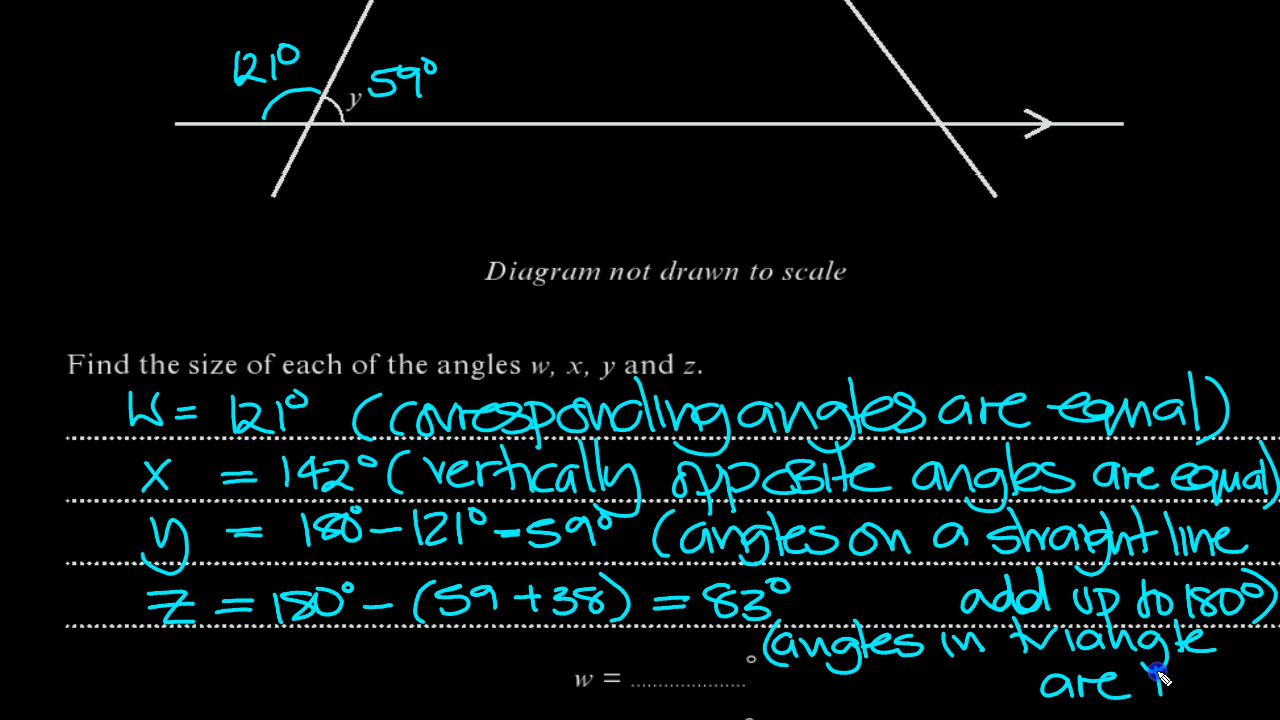 121°
y 59°
Diagram not drawn to scale
Find the size of each of the angles w, x, y and z.
W = 121° (corresponding angles are equal)
x = 142° (vertically opposite angles are equal)
y = 180° - 121° = 59° (angles on a straight line
z = 180° - (59 + 38) = 83° add up to 180°)
(angles in triangle
w = ..................... °
are